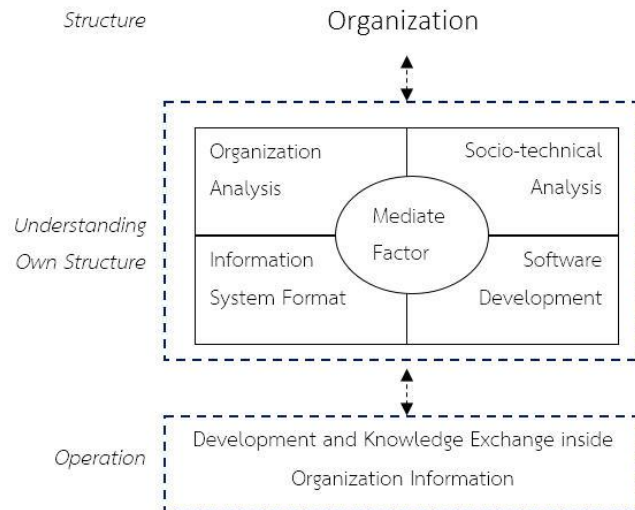 Structure
Organization
Organization
Analysis
Socio-technical
Analysis
Understanding
Own Structure
Mediate
Factor
Information
System Format
Software
Development
Operation
Development and Knowledge Exchange inside
Organization Information